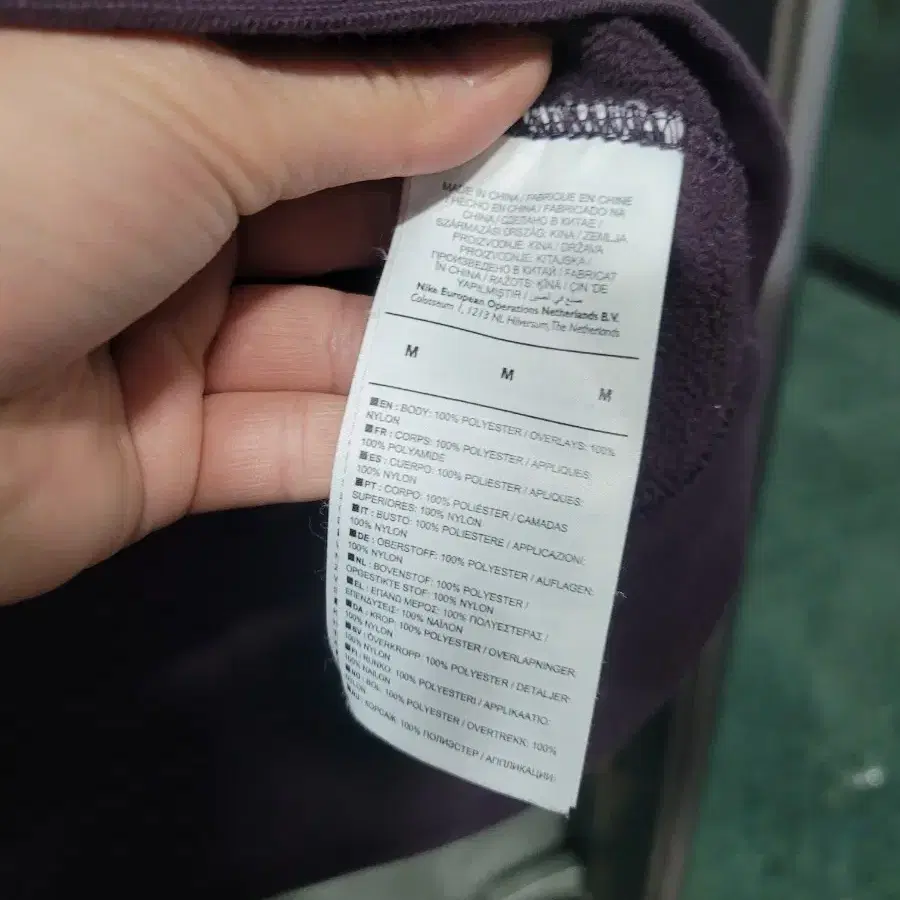 MADE IN CHINA / FABRIQUE EN CHINE
/ HECHO EN CHINA / FABRICADO NA
CHINA / СДЕЛАНО В КИТАЕ /
SZÁRMAZÁSI ORSZÁG: KÍNA / ZEMLJA
PROIZVODNJE: KINA / DRŽAVA
PROIZVODNJE: KITAJSKA /
ПРОИЗВЕДЕНО В КИТАЙ / FABRICAT
ÎN CHINA / RAŽOTS: ĶĪNĀ / ÇİN 'DE
YAPILMIŞTIR / صنع في الصين
Nike European Operations Netherlands B.V.
Colosseum 1, 1213 NL Hilversum, The Netherlands
M M M
EN : BODY: 100% POLYESTER / OVERLAYS: 100%
NYLON
FR : CORPS: 100% POLYESTER / APPLIQUES:
100% POLYAMIDE
ES : CUERPO: 100% POLIÉSTER / APLIQUES:
100% NYLON
PT : CORPO: 100% POLIÉSTER / CAMADAS
SUPERIORES: 100% NYLON
IT : BUSTO: 100% POLIESTERE / APPLICAZIONI:
100% NYLON
DE : OBERSTOFF: 100% POLYESTER / AUFLAGEN:
100% NYLON
NL : BOVENSTOF: 100% POLYESTER /
OPGESTIKTE STOF: 100% NYLON
EL : ΕΠΑΝΩ ΜΕΡΟΣ: 100% ΠΟΛΥΕΣΤΕΡΑΣ /
ΕΠΕΝΔΥΣΕΙΣ: 100% ΝΑΪΛΟΝ
DA : KROP: 100% POLYESTER / OVERLAPNINGER:
100% NYLON
SV : ÖVERKROPP: 100% POLYESTER / DETALJER:
100% NYLON
FI : RUNKO: 100% POLYESTERI / APPLIKAATIO:
100% NAILON
NO : BOL: 100% POLYESTER / OVERTREKK: 100%
NYLON
RU : КОРСАЖ: 100% ПОЛИЭСТЕР / АППЛИКАЦИИ: